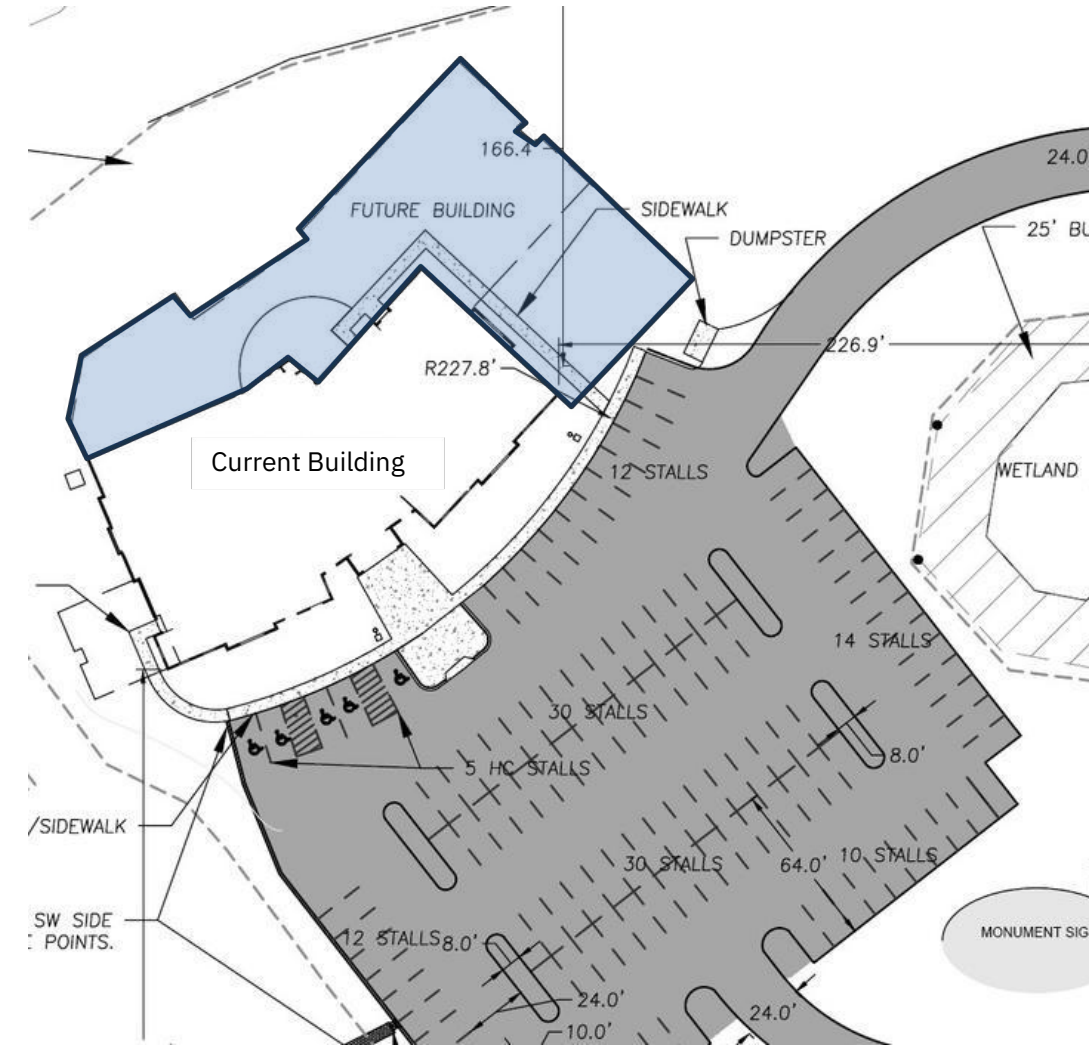 166.4
24.0
FUTURE BUILDING
SIDEWALK
DUMPSTER
25' BU
226.9'
R227.8'
Current Building
12 STALLS
WETLAND
14 STALLS
30 STALLS
8.0'
5 HC STALLS
/SIDEWALK
30 STALLS
64.0'
10 STALLS
SW SIDE
E POINTS.
12 STALLS
8.0'
MONUMENT SIG
24.0'
10.0'
24.0'